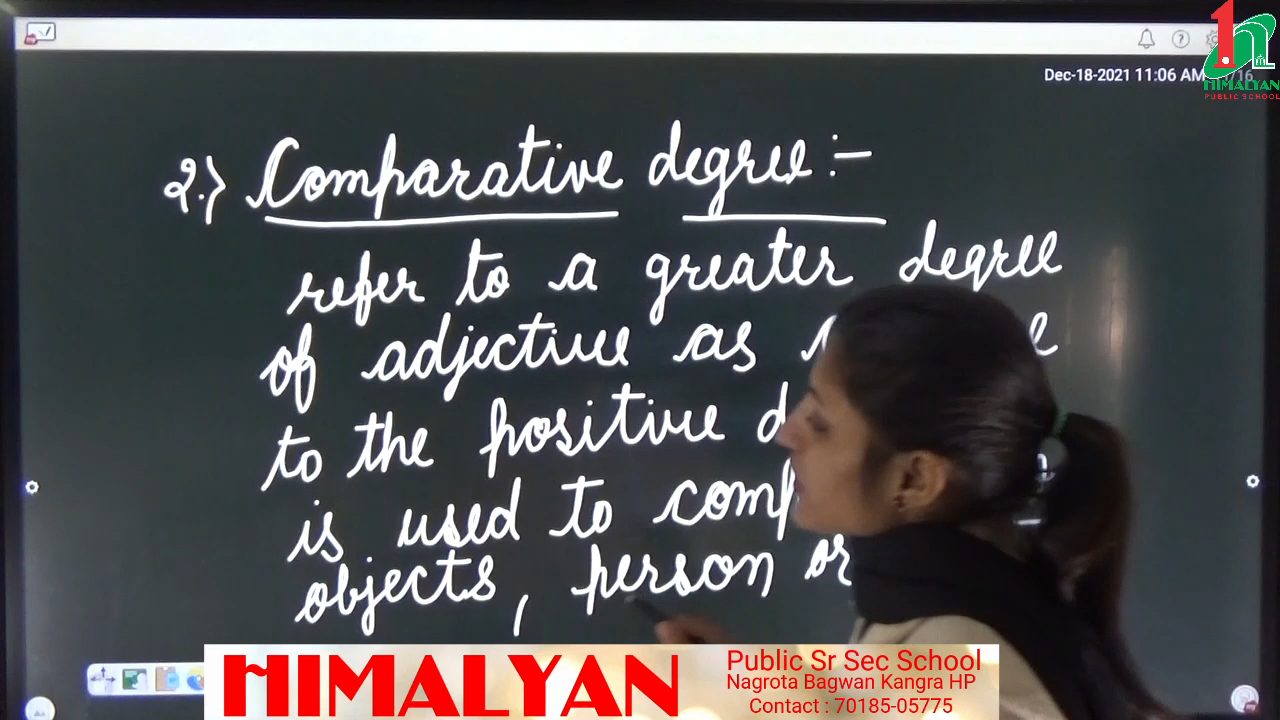 Dec-18-2021 11:06 AM
HIMALYAN
PUBLIC SCHOOL
2.) Comparative degree :-
refer to a greater degree
of adjective as
to the positive
is used to
objects, person or
HIMALYAN
Public Sr Sec School
Nagrota Bagwan Kangra HP
Contact : 70185-05775